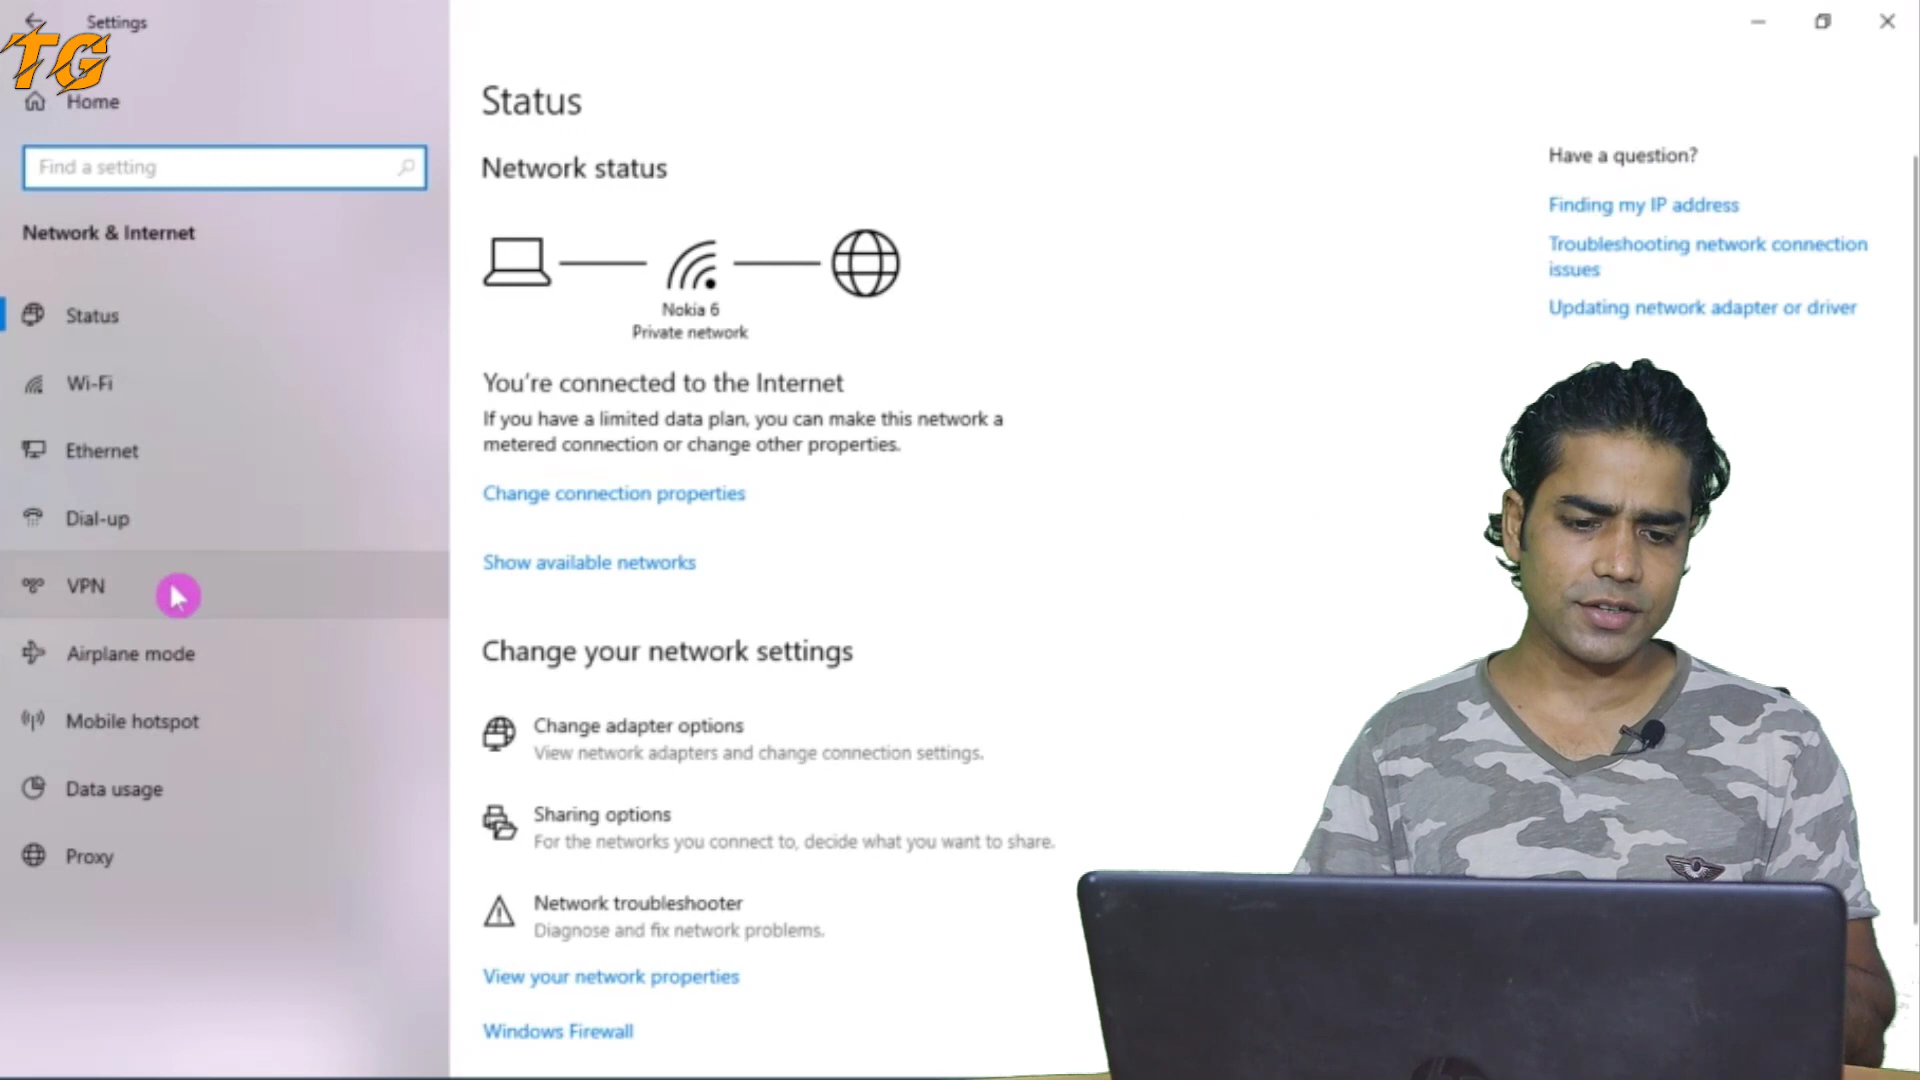 Settings
TG
Home
Find a setting
Network & Internet
Status
Wi-Fi
Ethernet
Dial-up
VPN
Airplane mode
Mobile hotspot
Data usage
Proxy
Status
Network status
Nokia 6
Private network
You're connected to the Internet
If you have a limited data plan, you can make this network a
metered connection or change other properties.
Change connection properties
Show available networks
Change your network settings
Change adapter options
View network adapters and change connection settings.
Sharing options
For the networks you connect to, decide what you want to share.
Network troubleshooter
Diagnose and fix network problems.
View your network properties
Windows Firewall
Have a question?
Finding my IP address
Troubleshooting network connection
issues
Updating network adapter or driver